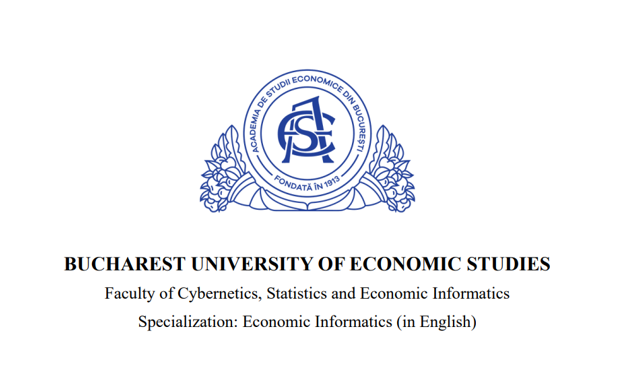 ACADEMIA DE STUDII ECONOMICE DIN BUCUREȘTI
ASE
FONDATĂ ÎN 1913
BUCHAREST UNIVERSITY OF ECONOMIC STUDIES
Faculty of Cybernetics, Statistics and Economic Informatics
Specialization: Economic Informatics (in English)